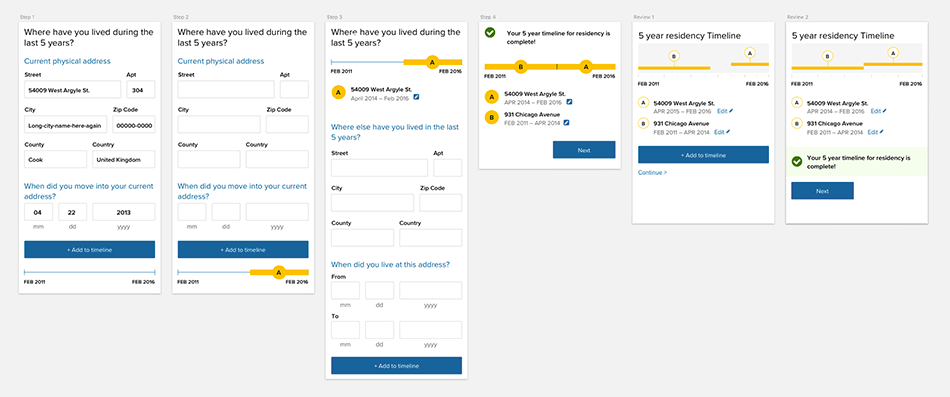 Step 1
Where have you lived during the
last 5 years?
Current physical address
Street Apt
54009 West Argyle St. 304
City Zip Code
Long-city-name-here-again 00000-0000
County Country
Cook United Kingdom
When did you move into your current
address?
04 22 2013
mm dd yyyy
+ Add to timeline
FEB 2011 FEB 2016
Step 2
Where have you lived during the
last 5 years?
Current physical address
Street Apt
City Zip Code
County Country
When did you move into your current
address?
mm dd yyyy
+ Add to timeline
A
FEB 2011 FEB 2016
Step 3
Where have you lived during the
last 5 years?
A
FEB 2011 FEB 2016
A 54009 West Argyle St.
April 2014 – Feb 2016
Where else have you lived in the last
5 years?
Street Apt
City Zip Code
County Country
When did you live at this address?
From
mm dd yyyy
To
mm dd yyyy
+ Add to timeline
Step 4
Your 5 year timeline for residency is
complete!
B A
FEB 2011 FEB 2016
A 54009 West Argyle St.
APR 2014 – FEB 2016
B 931 Chicago Avenue
FEB 2011 – APR 2014
Next
Review 1
5 year residency Timeline
B A
FEB 2011 FEB 2016
A 54009 West Argyle St.
APR 2015 – FEB 2016 Edit
B 931 Chicago Avenue
FEB 2011 – APR 2014 Edit
+ Add to timeline
Continue >
Review 2
5 year residency Timeline
B A
FEB 2011 FEB 2016
A 54009 West Argyle St.
APR 2014 – FEB 2016 Edit
B 931 Chicago Avenue
FEB 2011 – APR 2014 Edit
Your 5 year timeline for residency is
complete!
Next